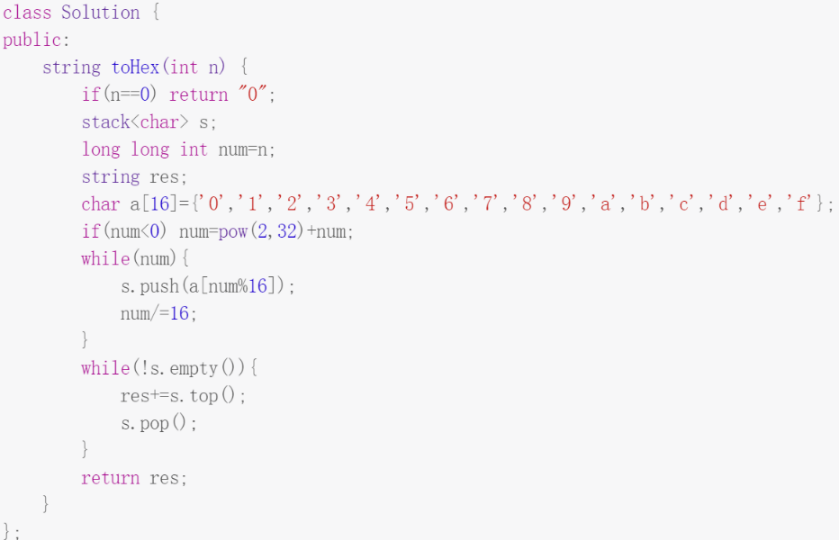 class Solution {
public:
    string toHex(int n) {
        if(n==0) return "0";
        stack<char> s;
        long long int num=n;
        string res;
        char a[16]={'0','1','2','3','4','5','6','7','8','9','a','b','c','d','e','f'};
        if(num<0) num=pow(2,32)+num;
        while(num){
            s.push(a[num%16]);
            num/=16;
        }
        while(!s.empty()){
            res+=s.top();
            s.pop();
        }
        return res;
    }
};